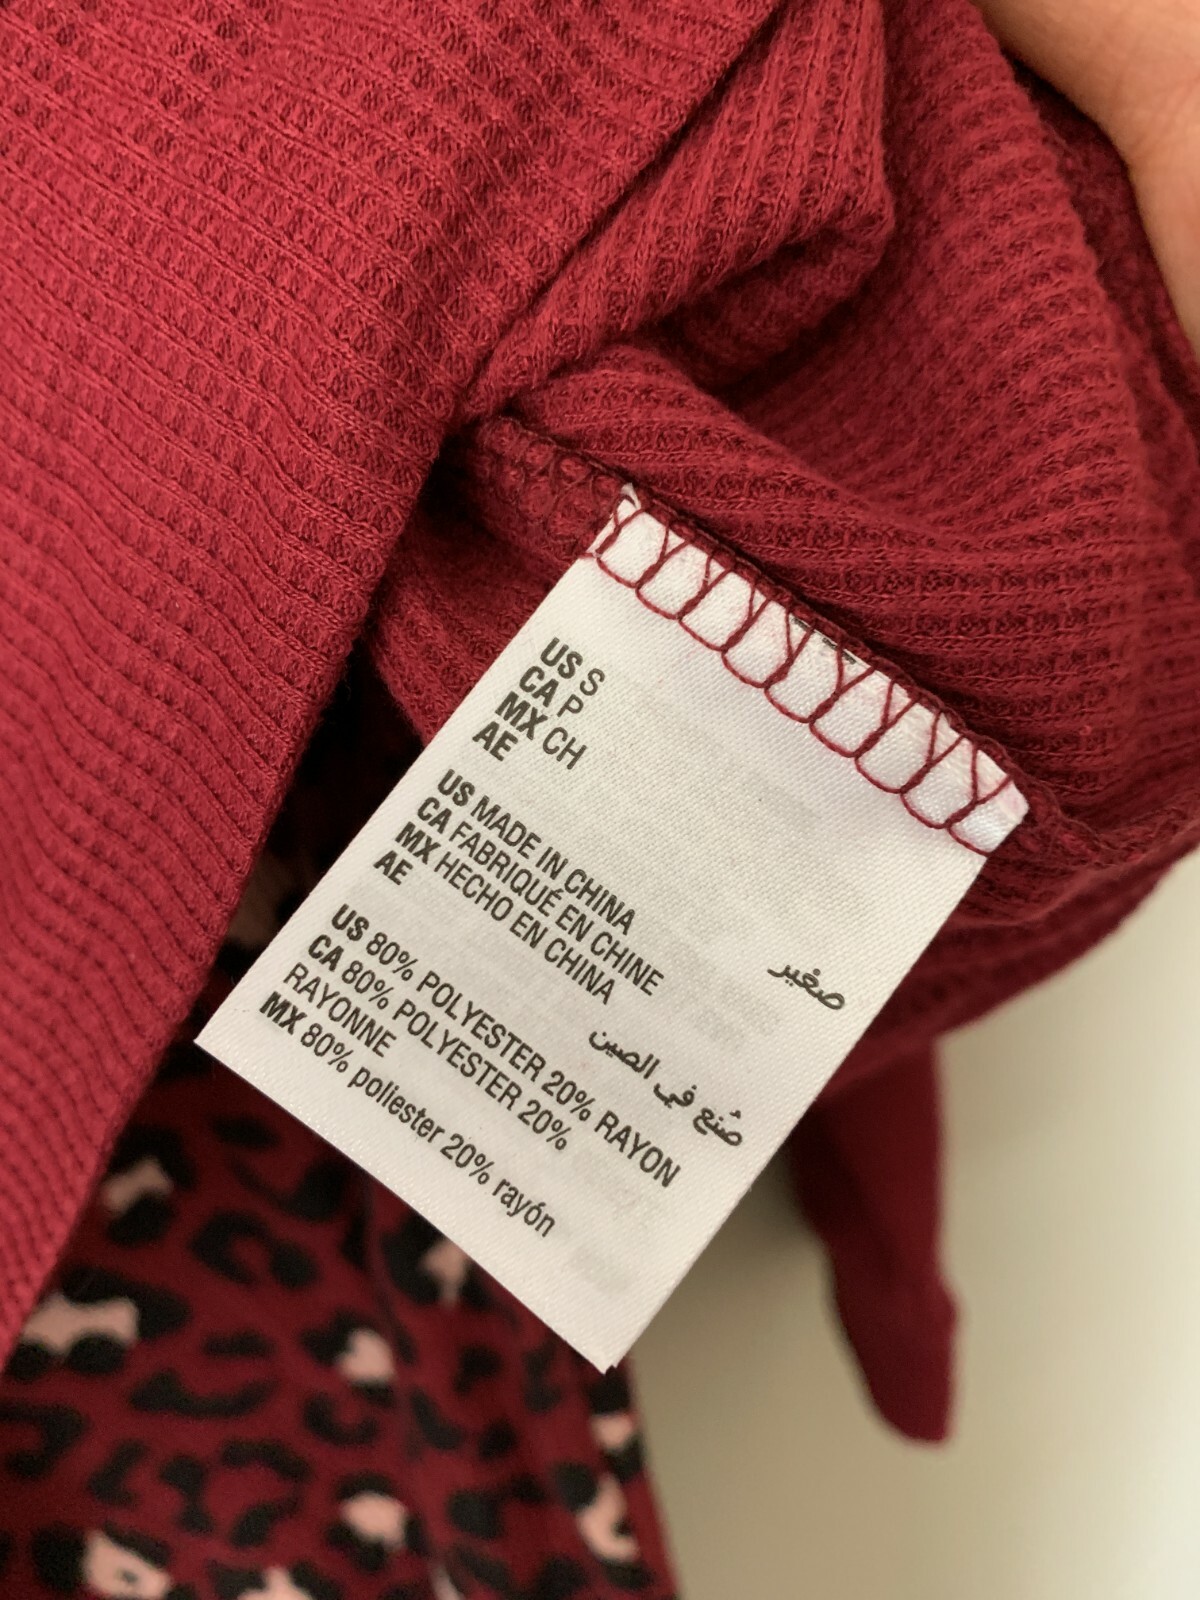 US S
CA P
MX CH
AE صغير
US MADE IN CHINA
CA FABRIQUÉ EN CHINE
MX HECHO EN CHINA
AE صُنع في الصين
US 80% POLYESTER 20% RAYON
CA 80% POLYESTER 20%
RAYONNE
MX 80% poliester 20% rayón